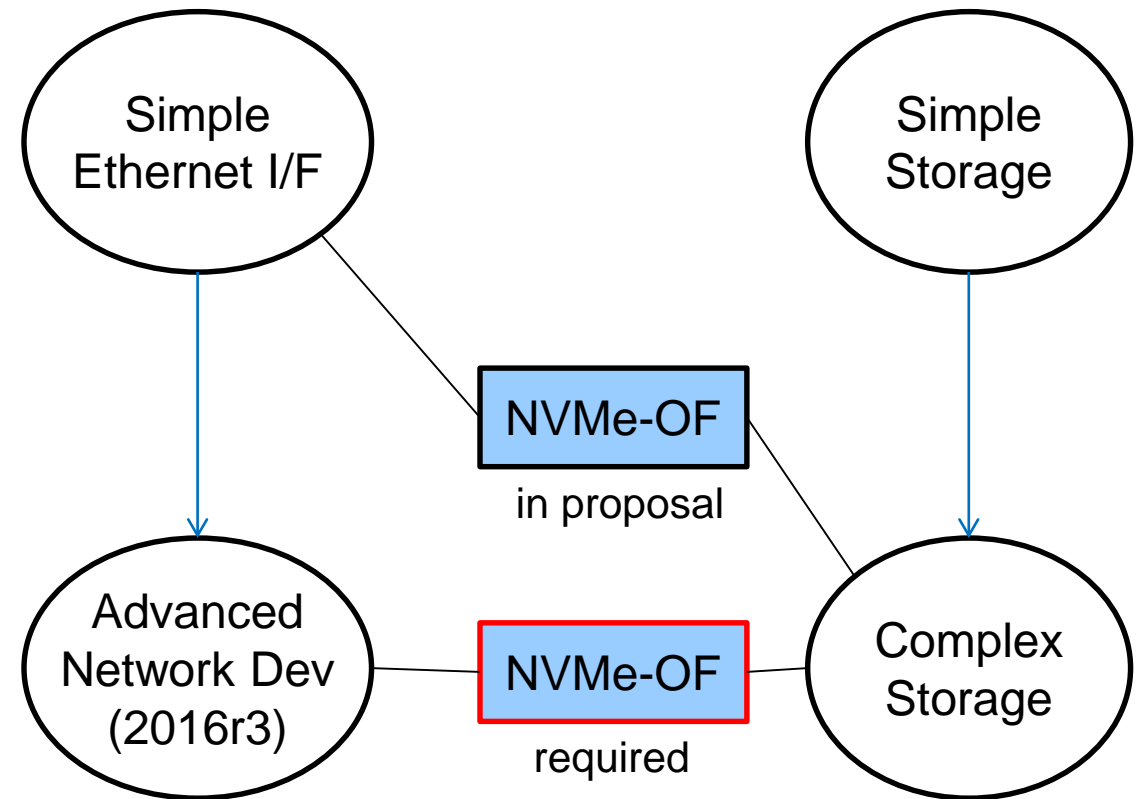 Simple
Ethernet I/F
Simple
Storage
NVMe-OF
in proposal
Advanced
Network Dev
(2016r3)
NVMe-OF
required
Complex
Storage